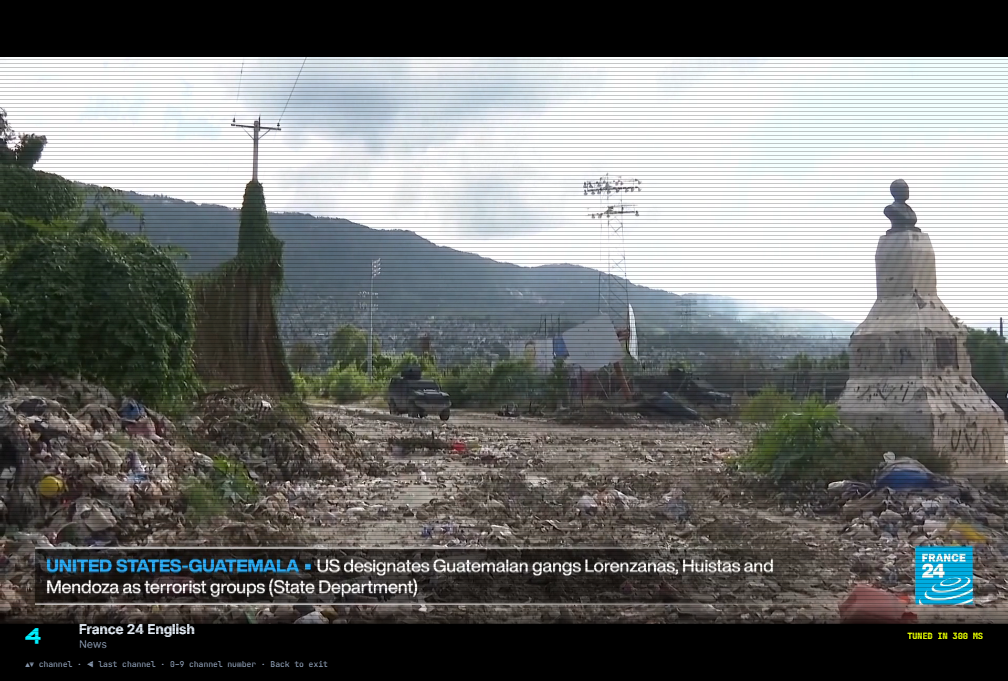 UNITED STATES-GUATEMALA ▪ US designates Guatemalan gangs Lorenzanas, Huistas and
Mendoza as terrorist groups (State Department)
FRANCE
24
4
France 24 English
News
TUNED IN 300 MS
▲▼ channel · ◀ last channel · 0–9 channel number · Back to exit